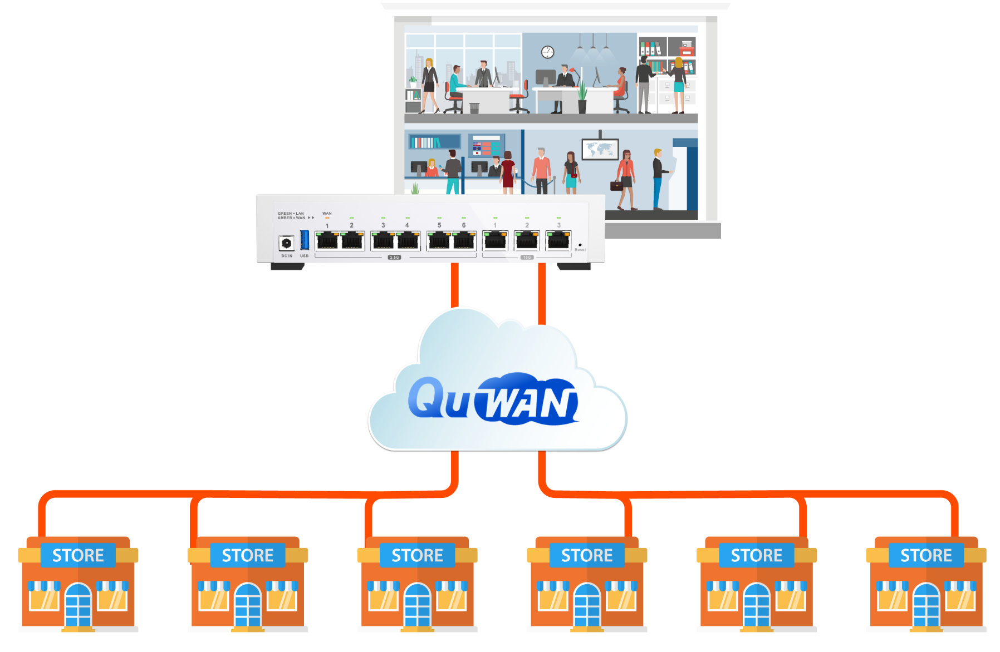 GREEN = LAN
AMBER = WAN ▶▶
WAN
1 2 3 4 5 6 1 2 3
DC IN USB 2.5G 10G Reset
QuWAN
STORE STORE STORE STORE STORE STORE